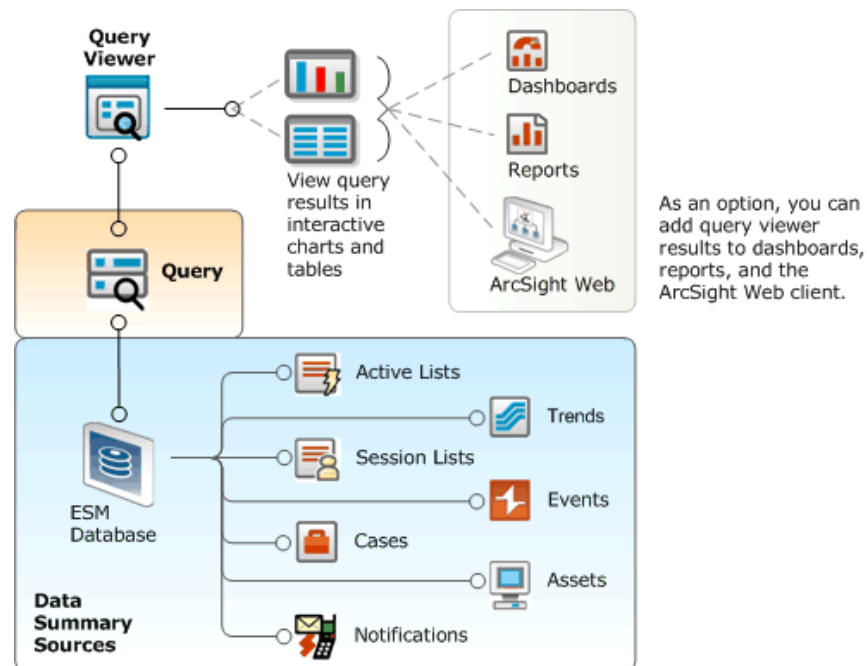 Query
Viewer
View query
results in
interactive
charts and
tables
Dashboards
Reports
ArcSight Web
As an option, you can
add query viewer
results to dashboards,
reports, and the
ArcSight Web client.
Query
ESM
Database
Active Lists
Trends
Session Lists
Events
Cases
Assets
Notifications
Data
Summary
Sources